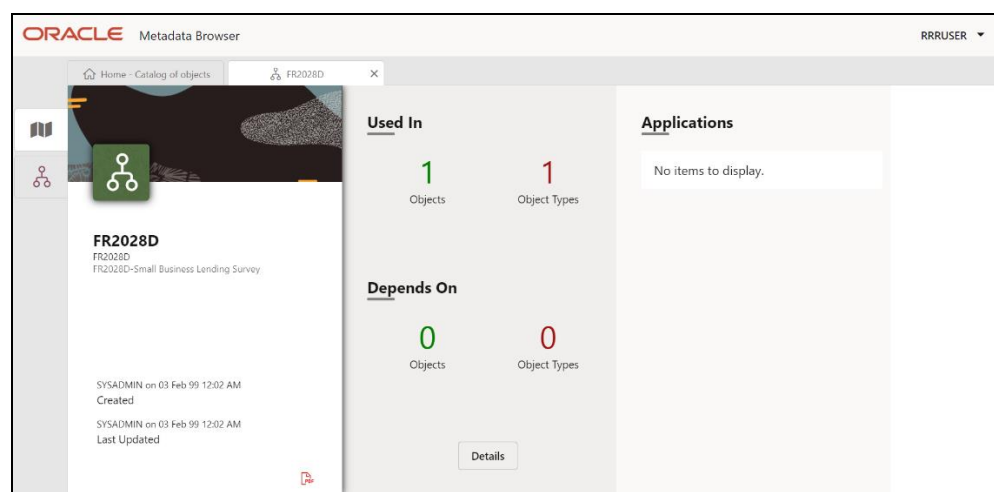 ORACLE Metadata Browser
RRRUSER
Home - Catalog of objects
FR2028D
FR2028D
FR2028D
FR2028D-Small Business Lending Survey
SYSADMIN on 03 Feb 99 12:02 AM
Created
SYSADMIN on 03 Feb 99 12:02 AM
Last Updated
PDF
Used In
1 1
Objects Object Types
Depends On
0 0
Objects Object Types
Details
Applications
No items to display.